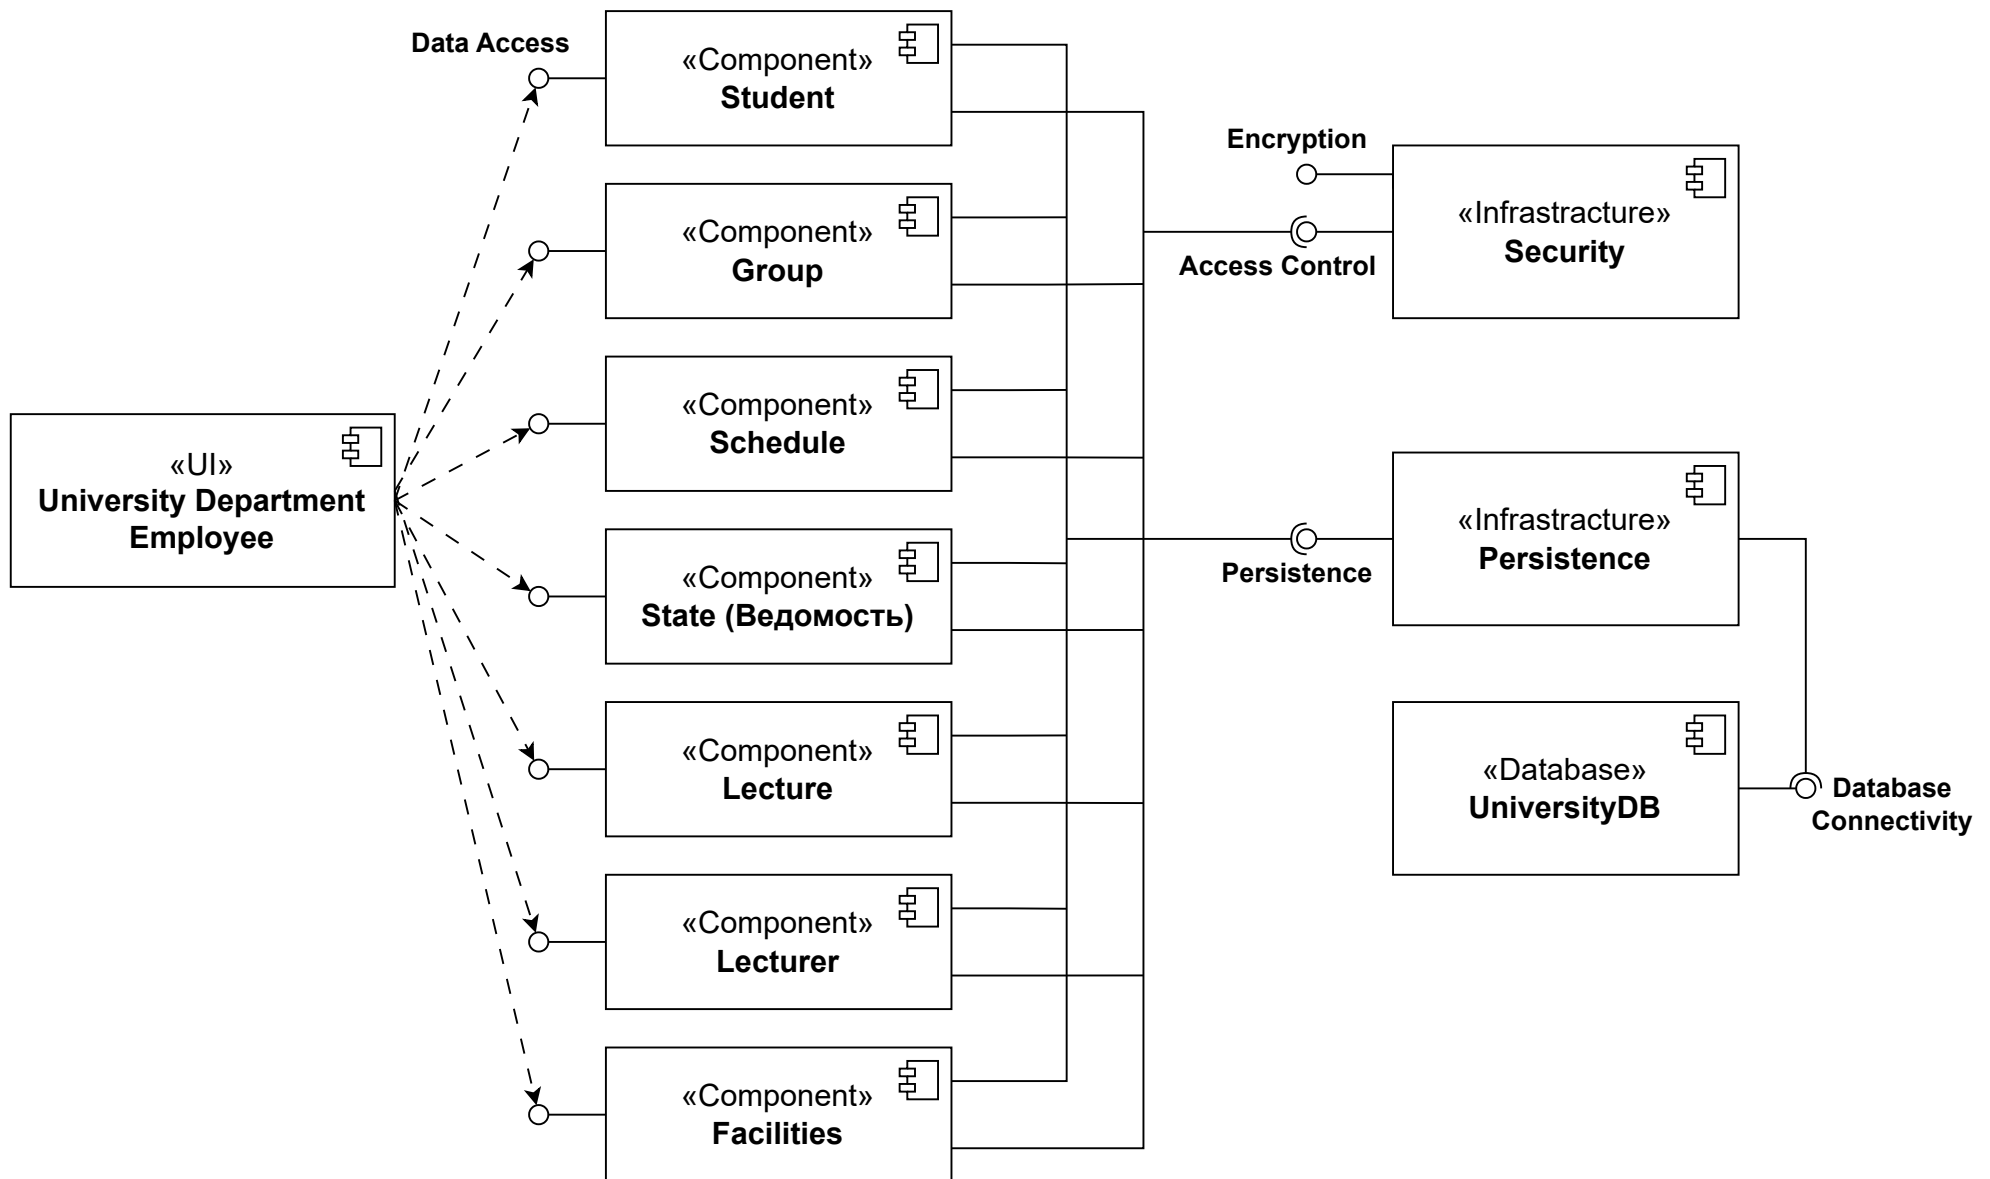 Data Access
«Component»
Student
«Component»
Group
«Component»
Schedule
«UI»
University Department
Employee
«Component»
State (Ведомость)
«Component»
Lecture
«Component»
Lecturer
«Component»
Facilities
Encryption
Access Control
«Infrastracture»
Security
Persistence
«Infrastracture»
Persistence
«Database»
UniversityDB
Database
Connectivity